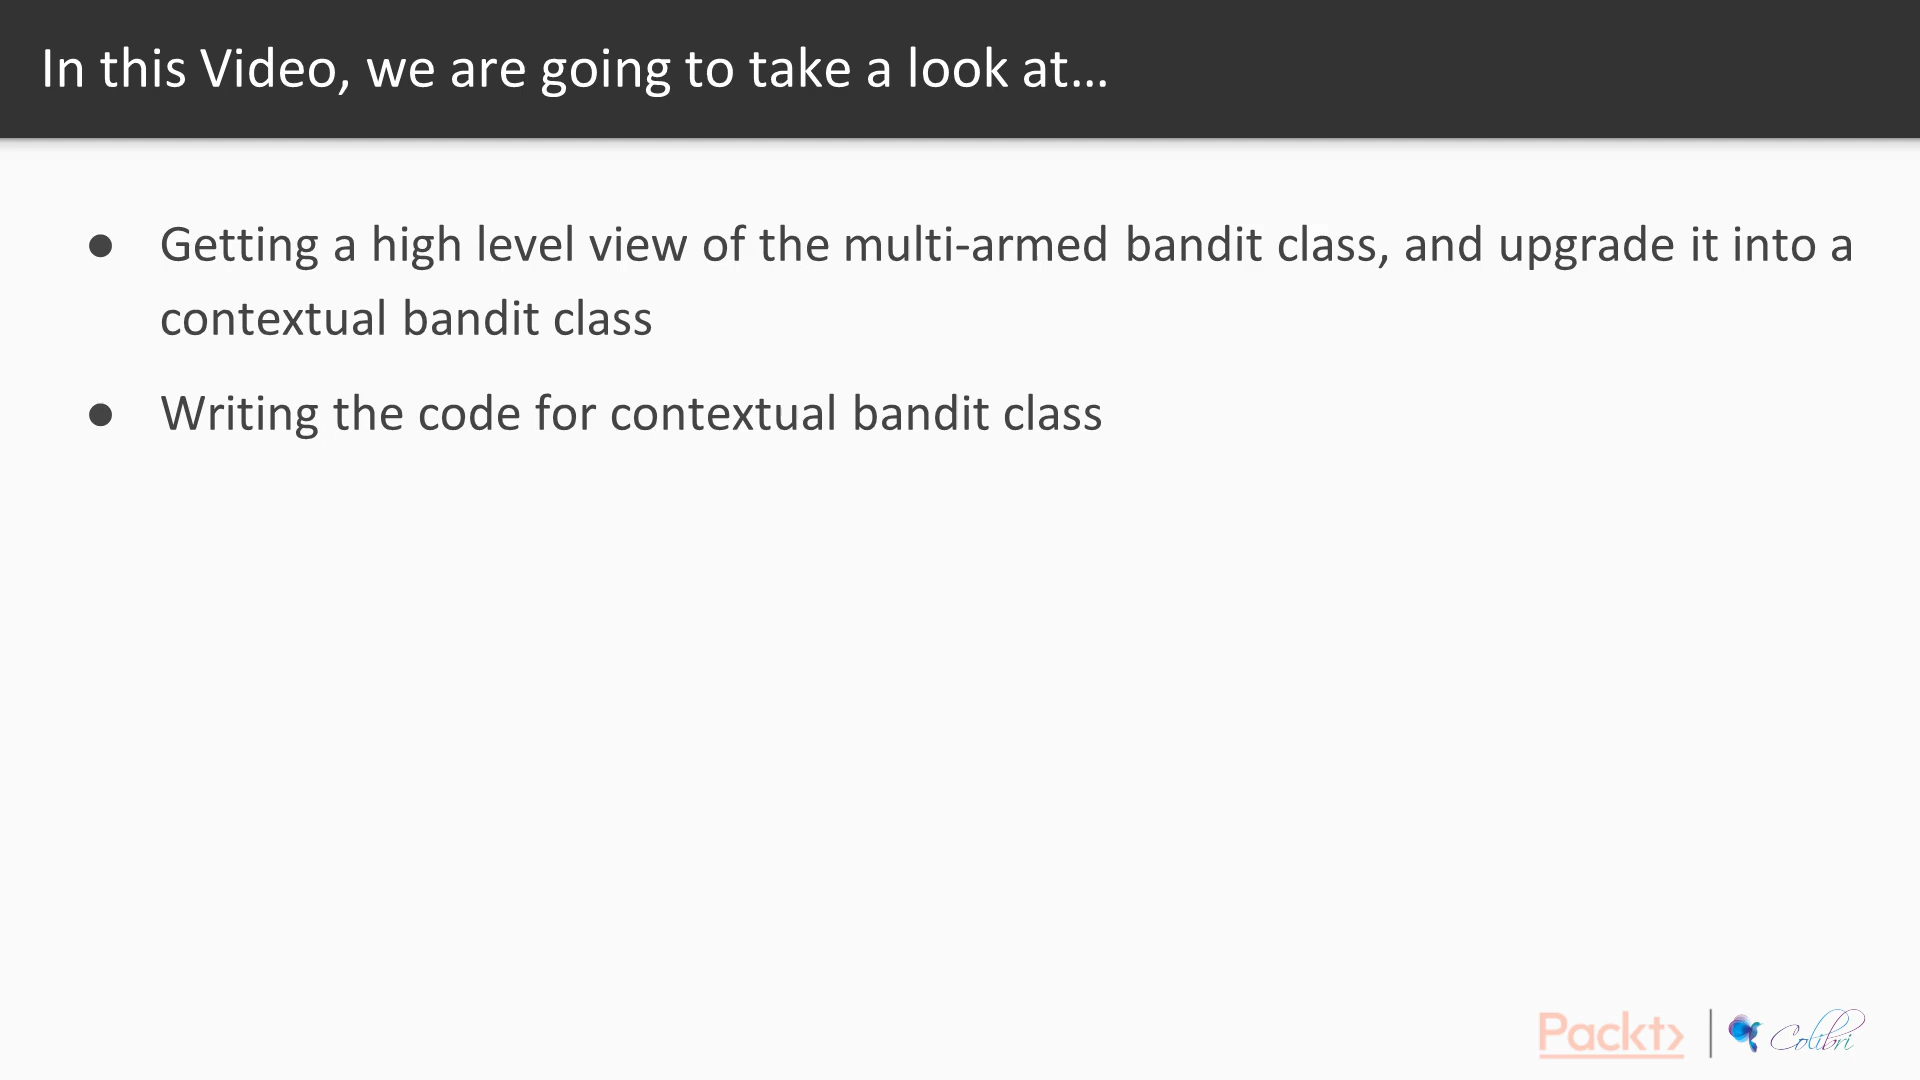 In this Video, we are going to take a look at...
● Getting a high level view of the multi-armed bandit class, and upgrade it into a
contextual bandit class
● Writing the code for contextual bandit class
Packt> | Colibri